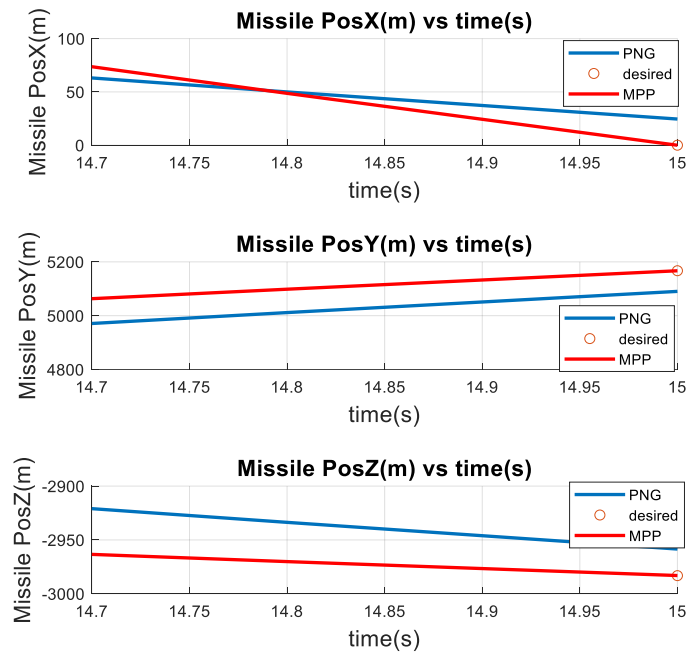 Missile PosX(m) vs time(s)
Missile PosX(m)
100
50
0
14.7 14.75 14.8 14.85 14.9 14.95 15
time(s)
PNG
desired
MPP
Missile PosY(m) vs time(s)
Missile PosY(m)
5200
5000
4800
14.7 14.75 14.8 14.85 14.9 14.95 15
time(s)
PNG
desired
MPP
Missile PosZ(m) vs time(s)
Missile PosZ(m)
-2900
-2950
-3000
14.7 14.75 14.8 14.85 14.9 14.95 15
time(s)
PNG
desired
MPP